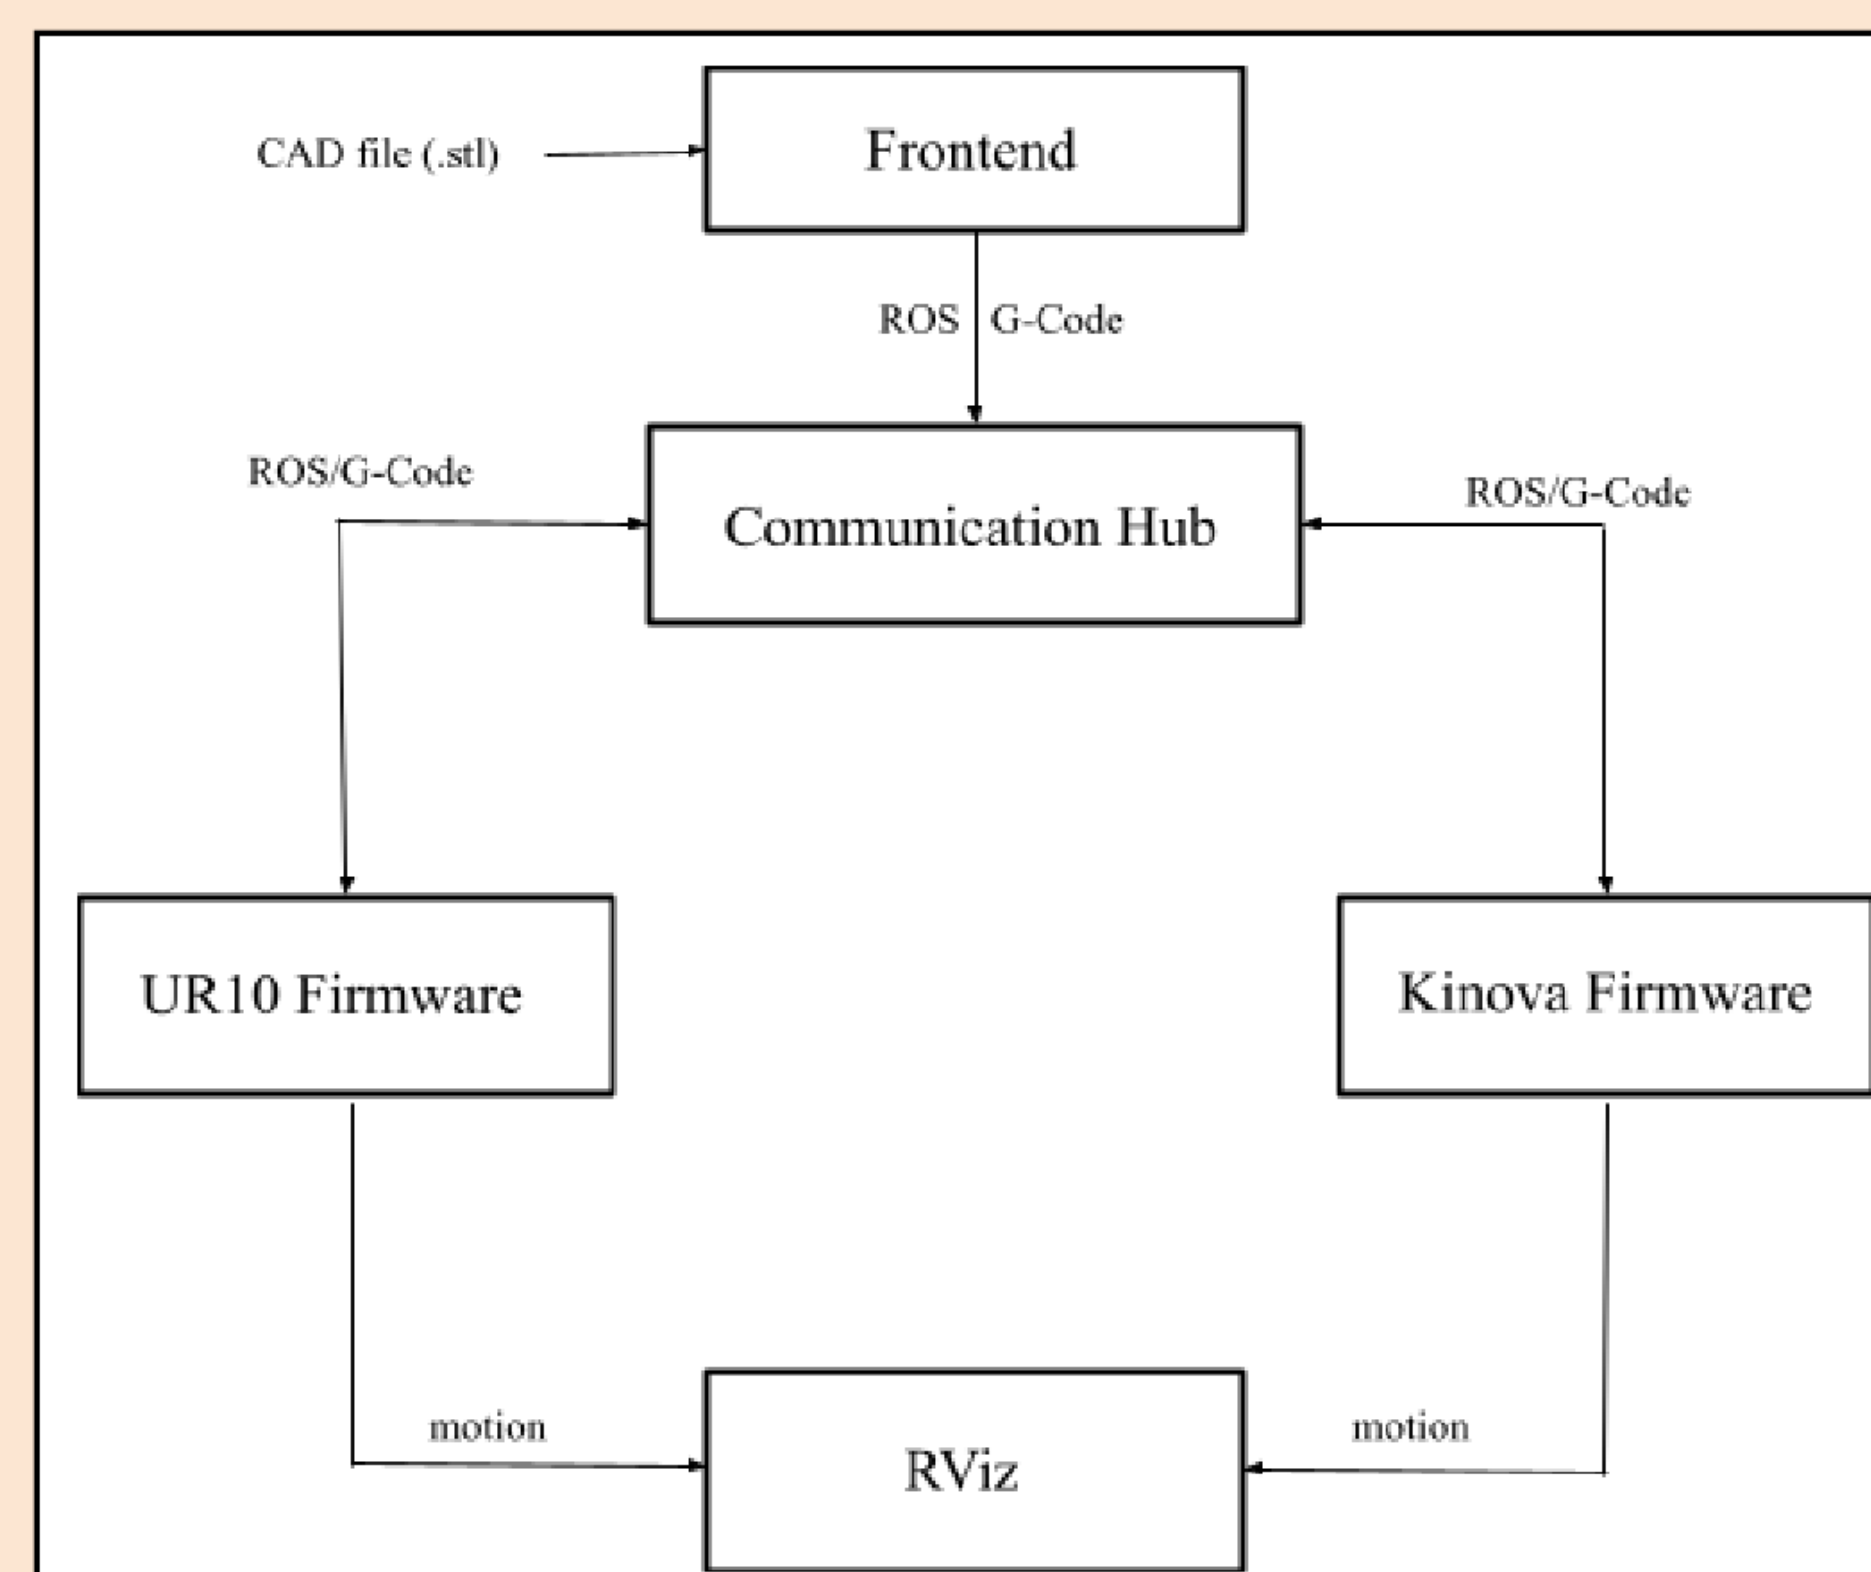 CAD file (.stl)
Frontend
ROS G-Code
ROS/G-Code
ROS/G-Code
Communication Hub
UR10 Firmware
Kinova Firmware
motion
motion
RViz